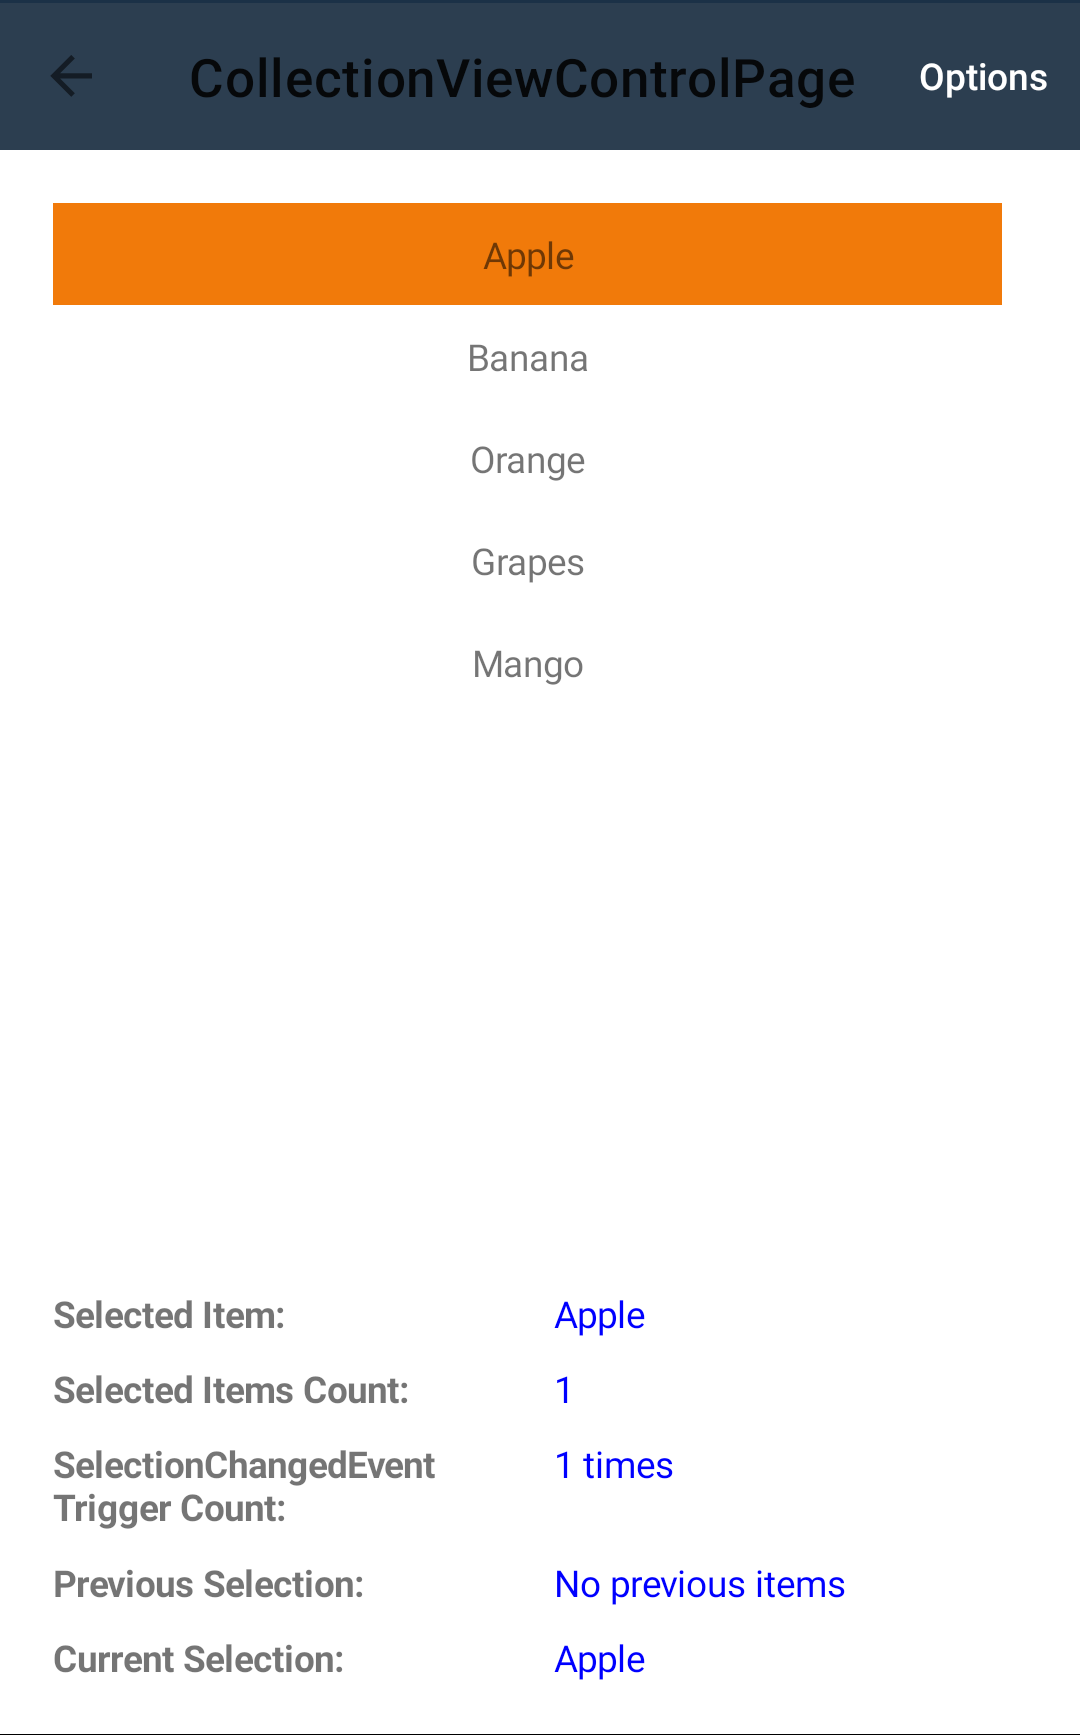 CollectionViewControlPage Options
Apple
Banana
Orange
Grapes
Mango
Selected Item: Apple
Selected Items Count: 1
SelectionChangedEvent 1 times
Trigger Count:
Previous Selection: No previous items
Current Selection: Apple